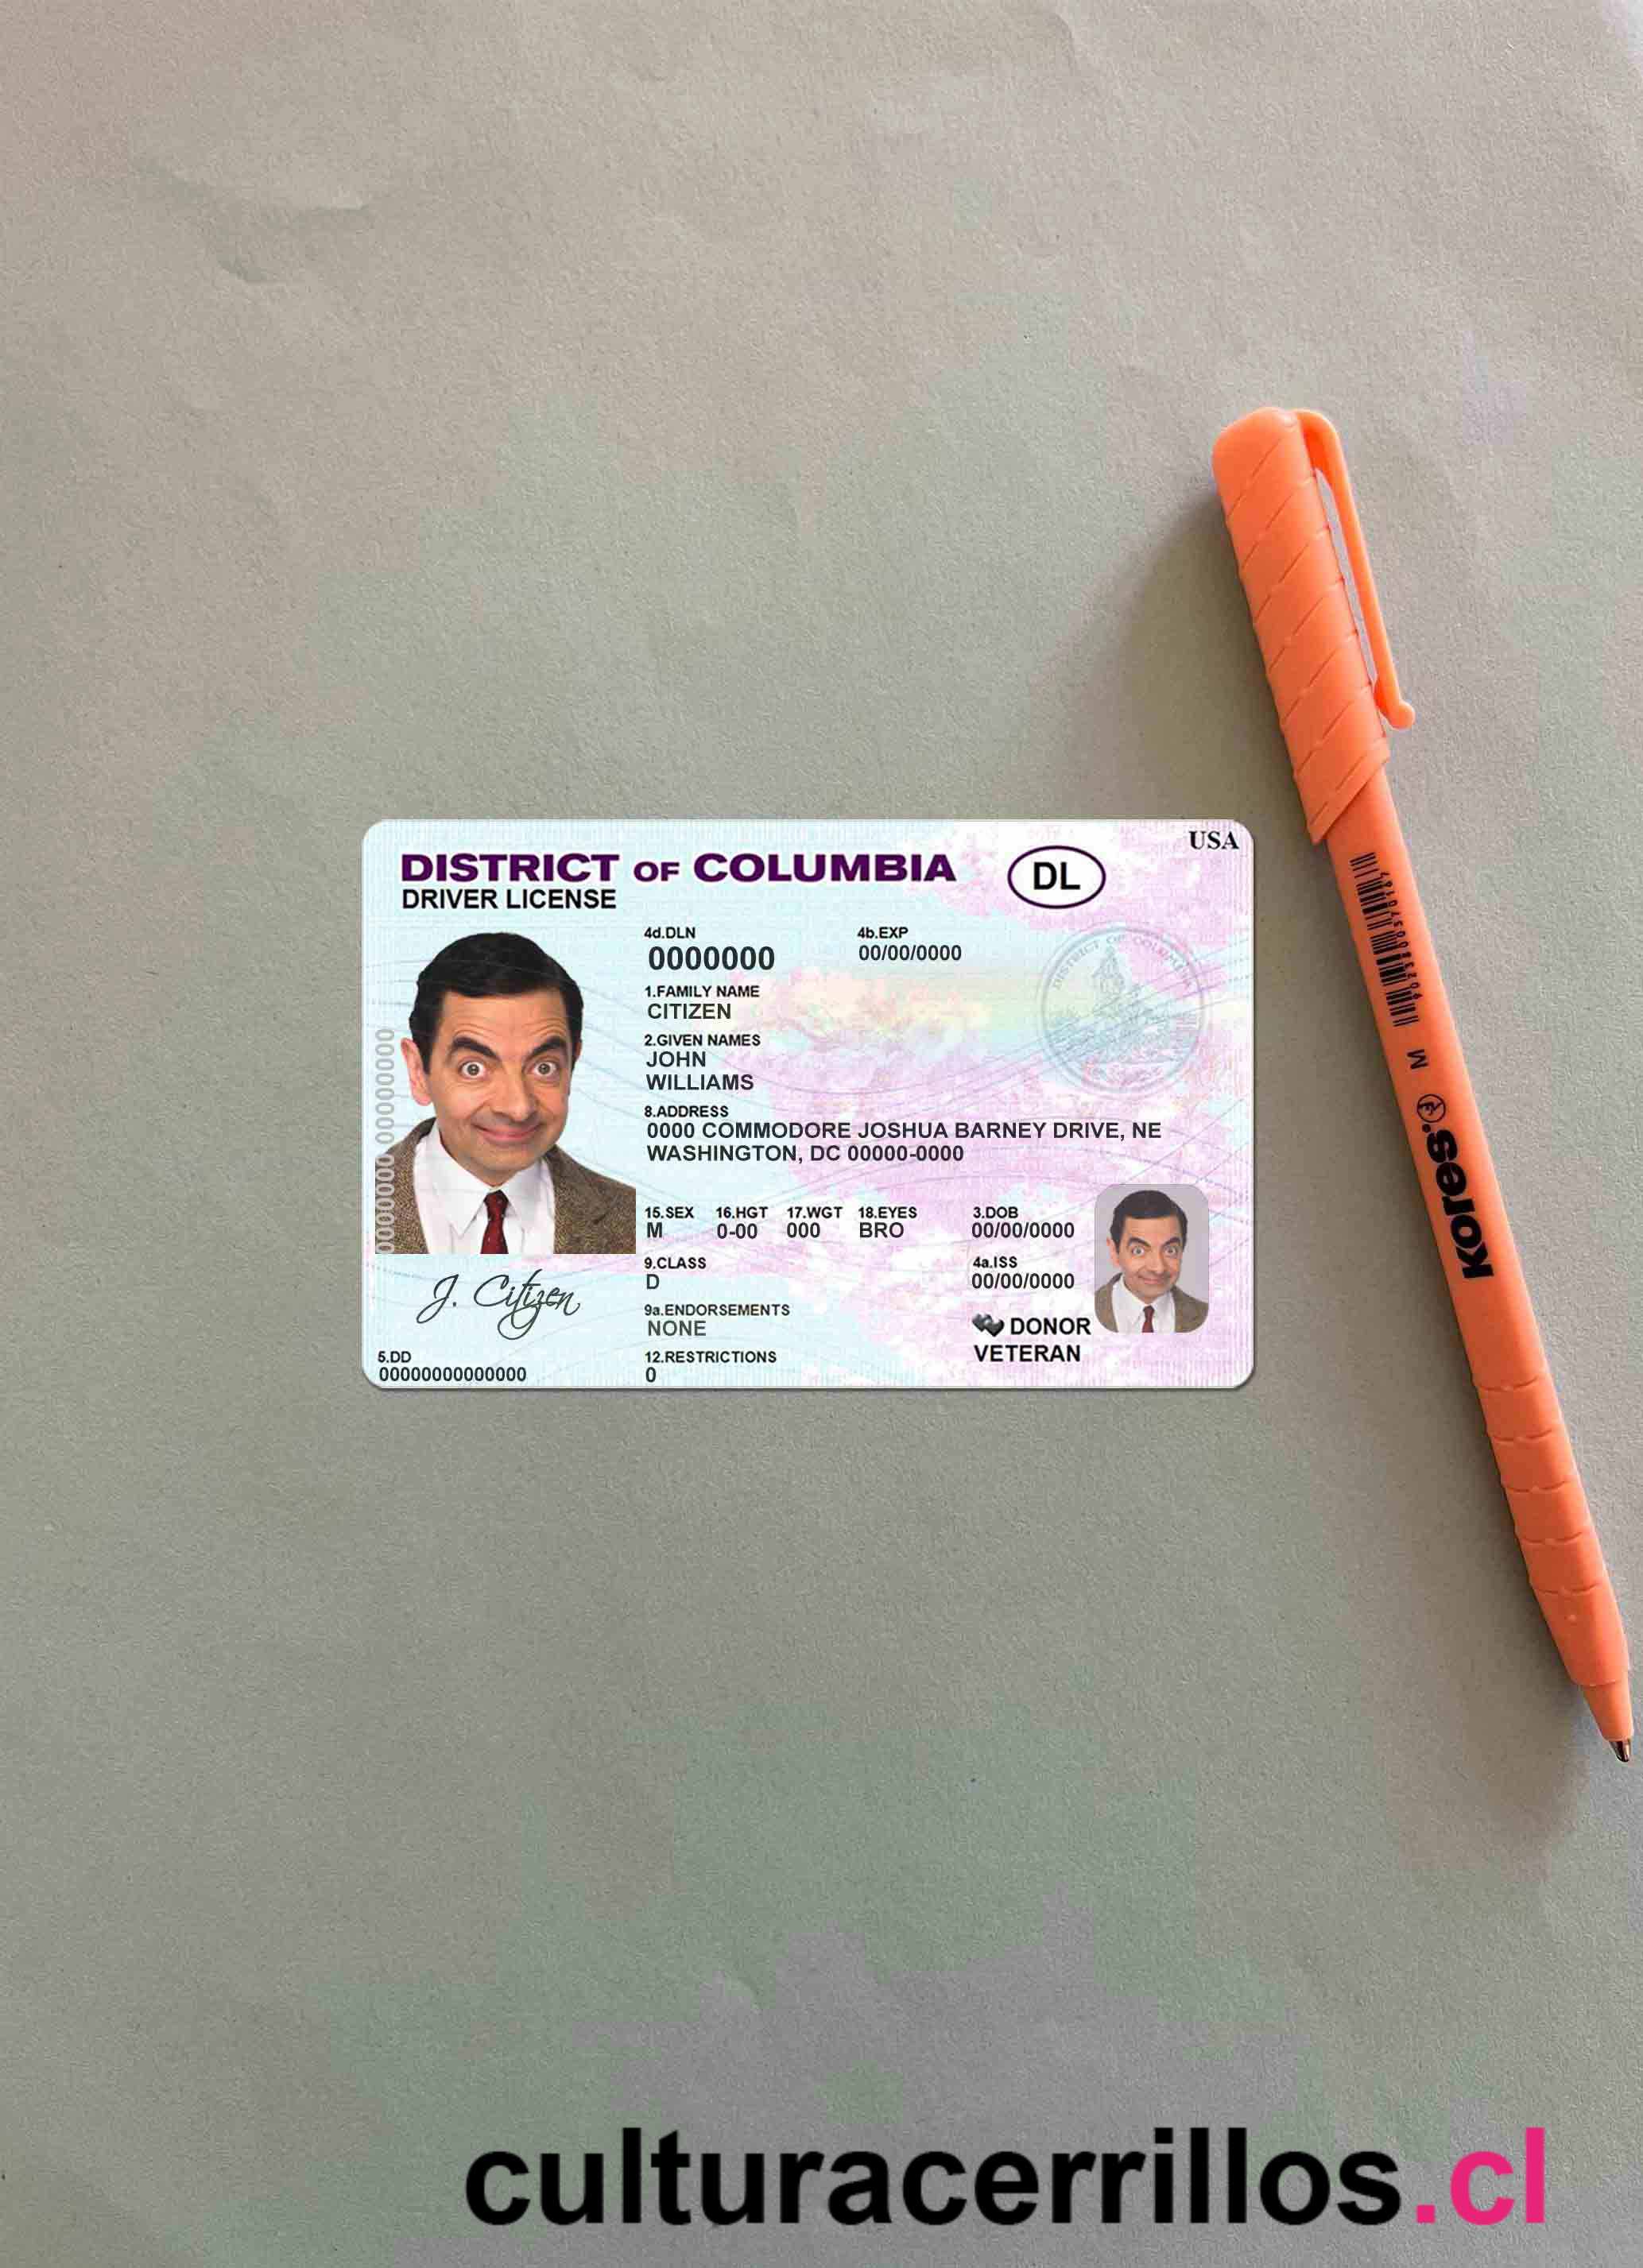 USA
DISTRICT OF COLUMBIA
DL
DRIVER LICENSE
4d.DLN
0000000
4b.EXP
00/00/0000
DISTRICT OF COLUMBIA
1.FAMILY NAME
CITIZEN
2.GIVEN NAMES
JOHN
WILLIAMS
8.ADDRESS
0000 COMMODORE JOSHUA BARNEY DRIVE, NE
WASHINGTON, DC 00000-0000
15.SEX
M
16.HGT
0-00
17.WGT
000
18.EYES
BRO
3.DOB
00/00/0000
9.CLASS
D
4a.ISS
00/00/0000
9a.ENDORSEMENTS
NONE
DONOR
VETERAN
12.RESTRICTIONS
0
J. Citizen
5.DD
00000000000000
M
Kores
culturacerrillos.cl